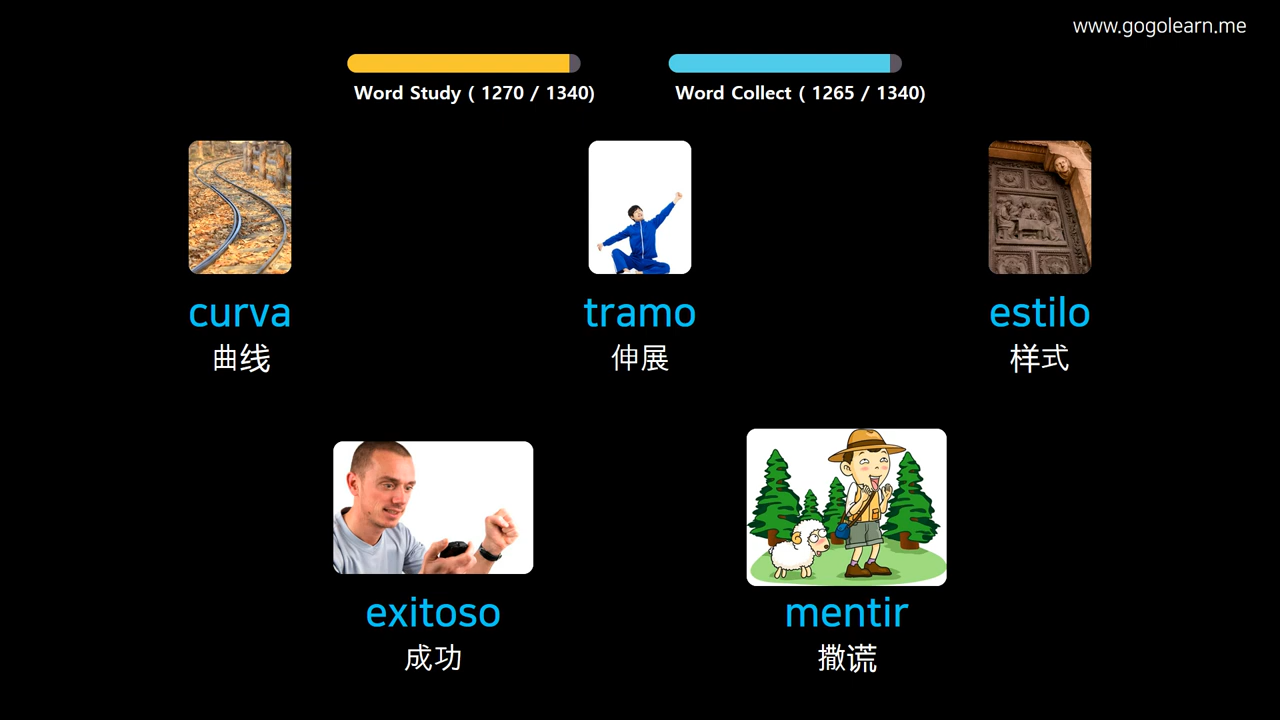 www.gogolearn.me
Word Study ( 1270 / 1340)
Word Collect ( 1265 / 1340)
curva
曲线
tramo
伸展
estilo
样式
exitoso
成功
mentir
撒谎